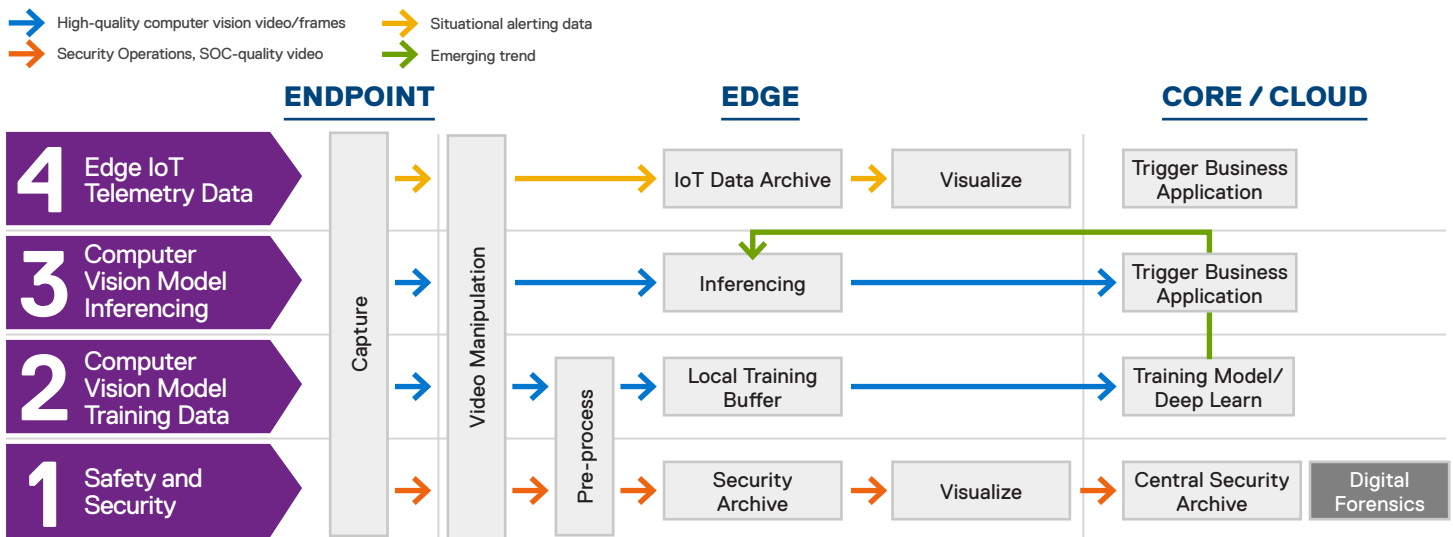 High-quality computer vision video/frames
Situational alerting data
Security Operations, SOC-quality video
Emerging trend
ENDPOINT
EDGE
CORE / CLOUD
4
Edge IoT
Telemetry Data
IoT Data Archive
Visualize
Trigger Business
Application
3
Computer
Vision Model
Inferencing
Capture
Video Manipulation
Inferencing
Trigger Business
Application
2
Computer
Vision Model
Training Data
Pre-process
Local Training
Buffer
Training Model/
Deep Learn
1
Safety and
Security
Security
Archive
Visualize
Central Security
Archive
Digital
Forensics